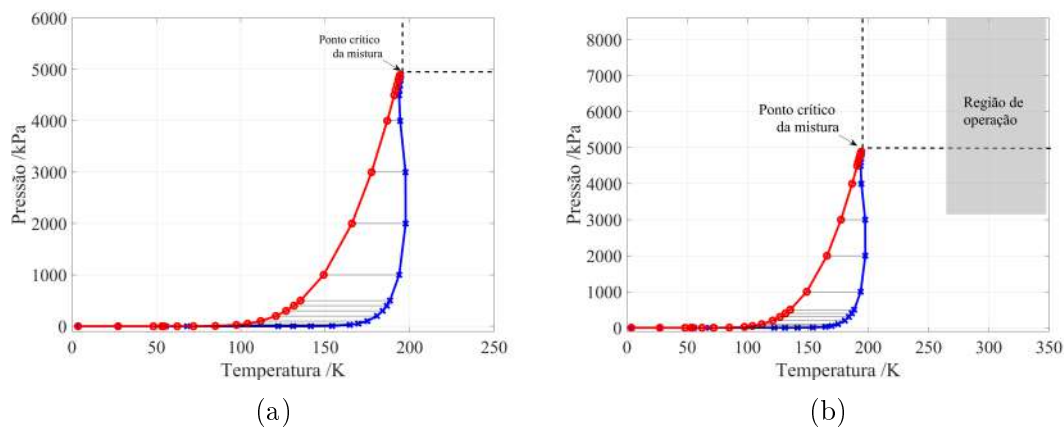 6000
5000
4000
3000
2000
1000
0
Pressão /kPa
Ponto crítico
da mistura
0 50 100 150 200 250
Temperatura /K
(a)
8000
7000
6000
5000
4000
3000
2000
1000
0
Pressão /kPa
Ponto crítico
da mistura
Região de
operação
0 50 100 150 200 250 300 350
Temperatura /K
(b)